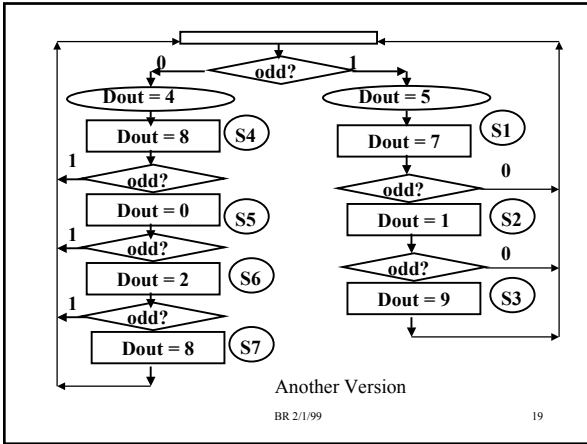 0
odd?
1
Dout = 4
Dout = 5
Dout = 8
S4
Dout = 7
S1
1
odd?
odd?
0
Dout = 0
S5
Dout = 1
S2
1
odd?
odd?
0
Dout = 2
S6
Dout = 9
S3
1
odd?
Dout = 8
S7
Another Version
BR 2/1/99
19